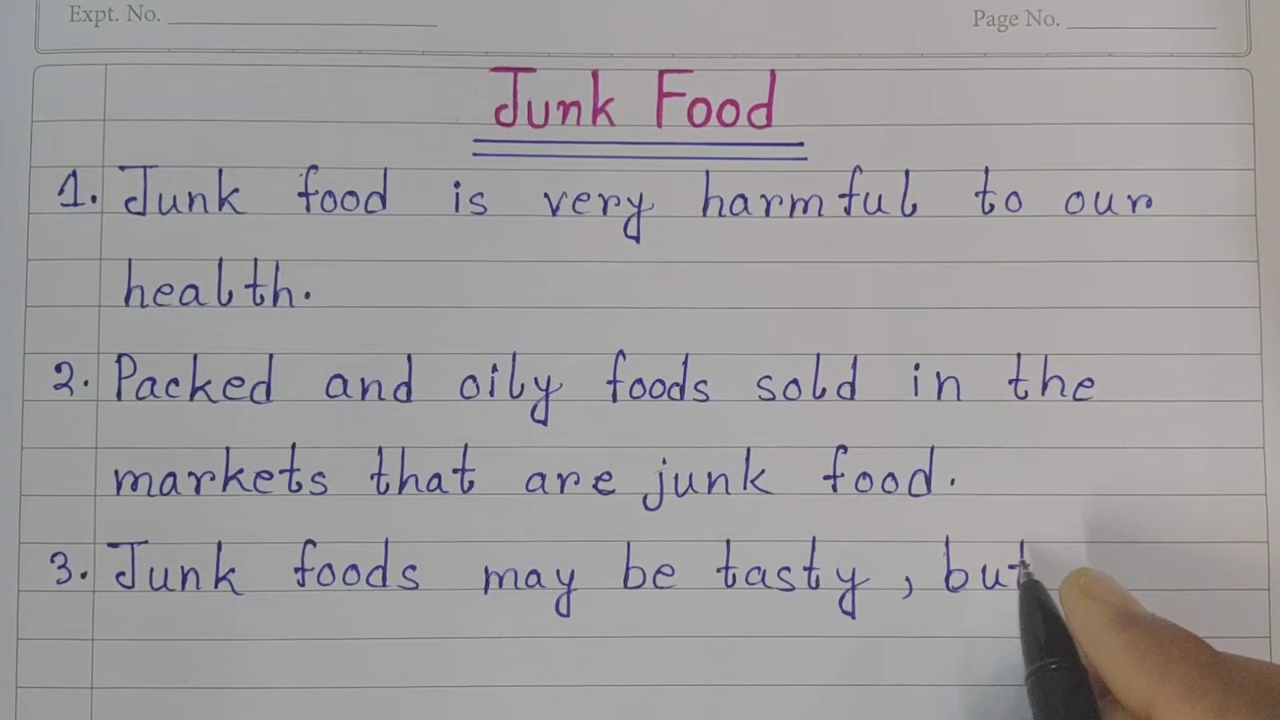 Expt. No.
Page No.
Junk Food
1. Junk food is very harmful to our
health.
2. Packed and oily foods sold in the
markets that are junk food.
3. Junk foods may be tasty, but